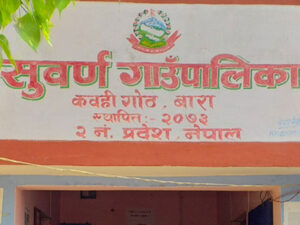 सुवर्ण गाउँपालिका
कवही गोठ, बारा
स्थापित:- २०७३
२ नं. प्रदेश, नेपाल